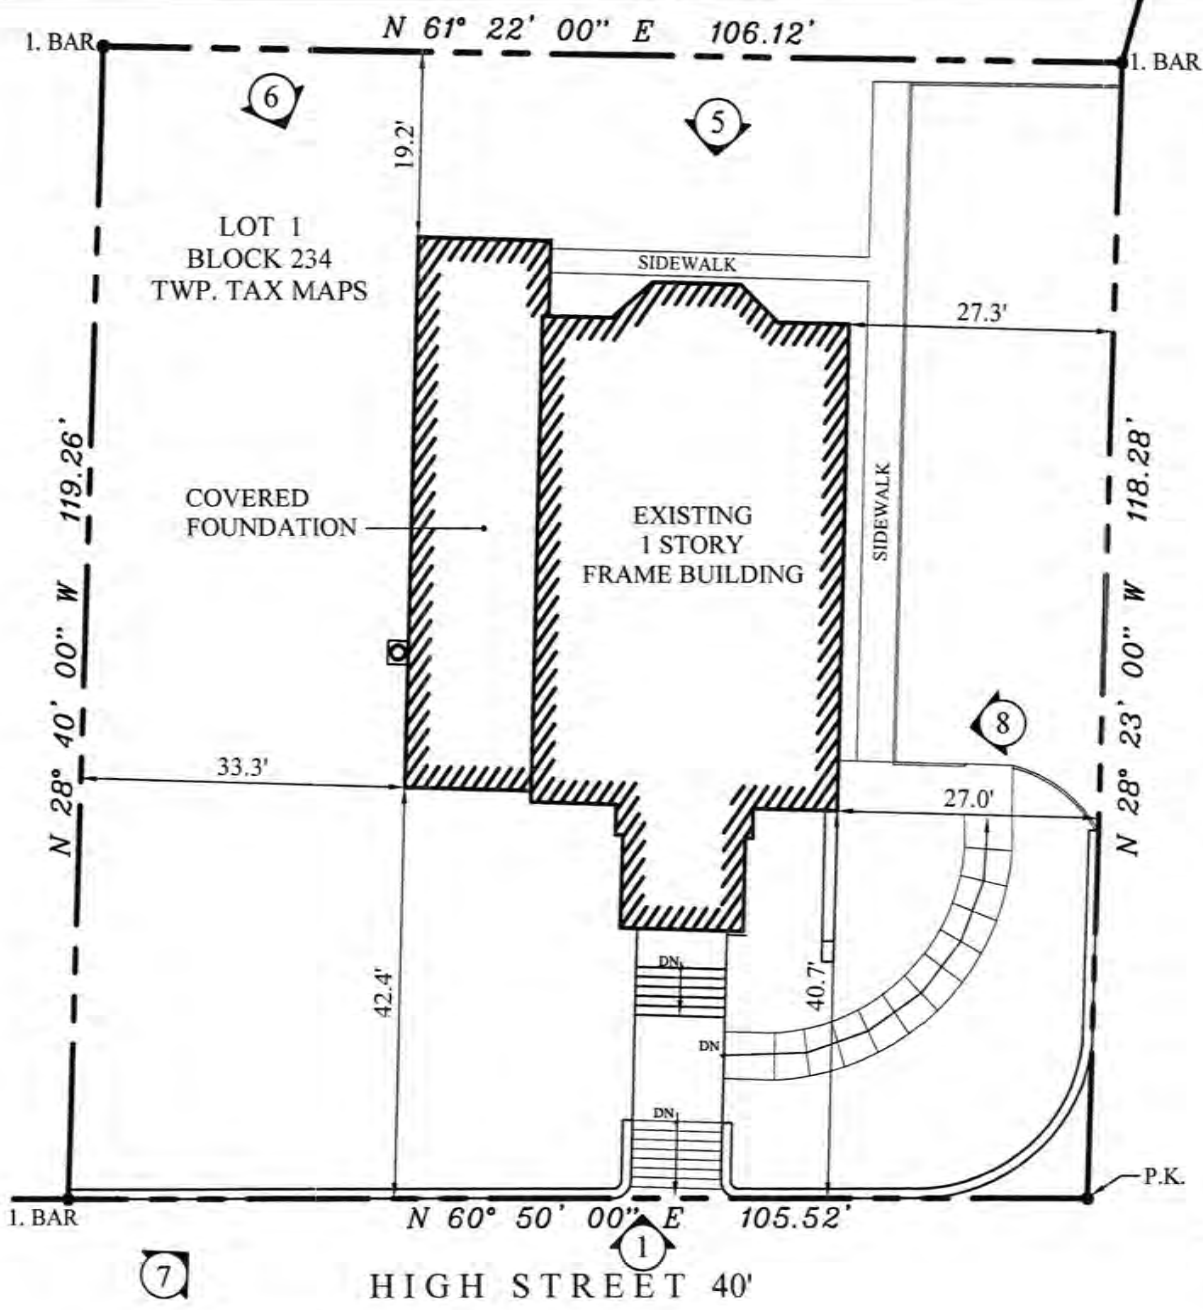 N 61° 22' 00" E 106.12'
1. BAR
1. BAR
6
5
19.2'
LOT 1
BLOCK 234
TWP. TAX MAPS
SIDEWALK
27.3'
N 28° 40' 00" W 119.26'
COVERED
FOUNDATION
EXISTING
1 STORY
FRAME BUILDING
SIDEWALK
N 28° 23' 00" W 118.28'
8
33.3'
27.0'
42.4'
DN
40.7'
DN
DN
P.K.
1. BAR
N 60° 50' 00" E 105.52'
7
1
HIGH STREET 40'